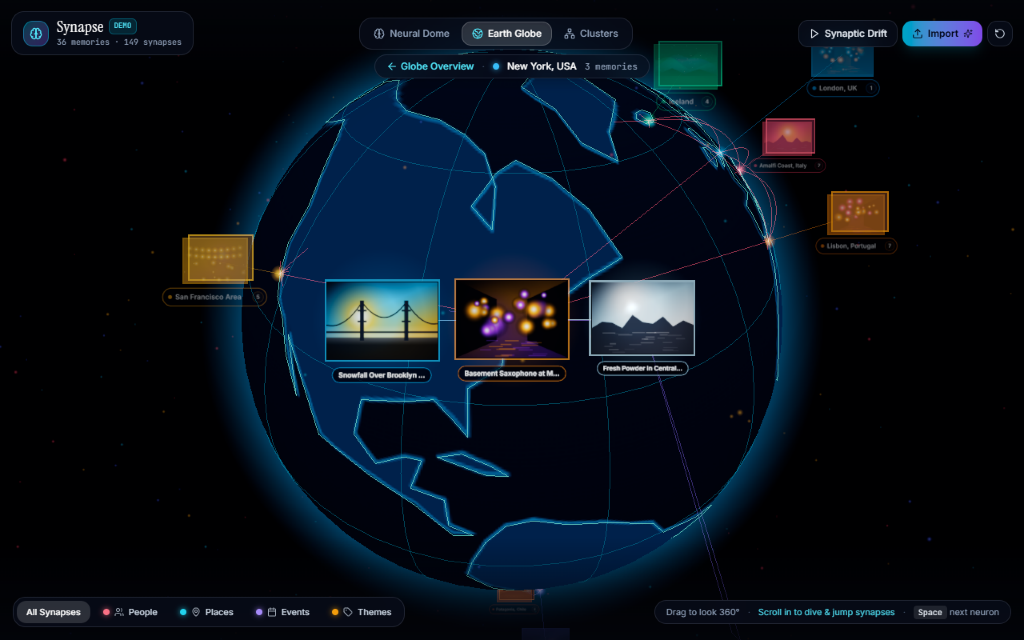 Synapse DEMO
36 memories · 149 synapses
Neural Dome
Earth Globe
Clusters
Synaptic Drift
Import
Globe Overview · New York, USA 3 memories
Iceland 4
London, UK 1
Amalfi Coast, Italy 7
Lisbon, Portugal 7
San Francisco Area 5
Snowfall Over Brooklyn ...
Basement Saxophone at M...
Fresh Powder in Central...
All Synapses
People
Places
Events
Themes
Drag to look 360° · Scroll in to dive & jump synapses · Space next neuron